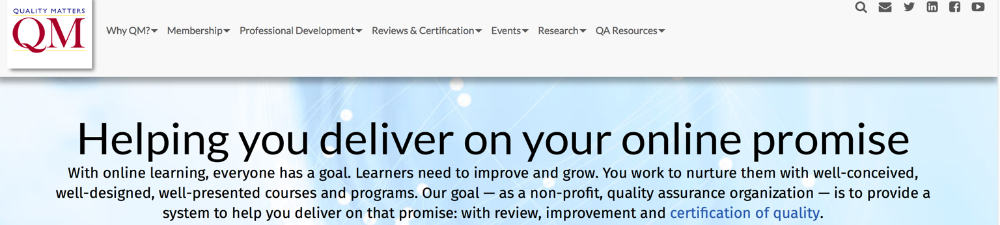 QUALITY MATTERS
QM
Why QM? Membership Professional Development Reviews & Certification Events Research QA Resources
Helping you deliver on your online promise
With online learning, everyone has a goal. Learners need to improve and grow. You work to nurture them with well-conceived,
well-designed, well-presented courses and programs. Our goal — as a non-profit, quality assurance organization — is to provide a
system to help you deliver on that promise: with review, improvement and certification of quality.